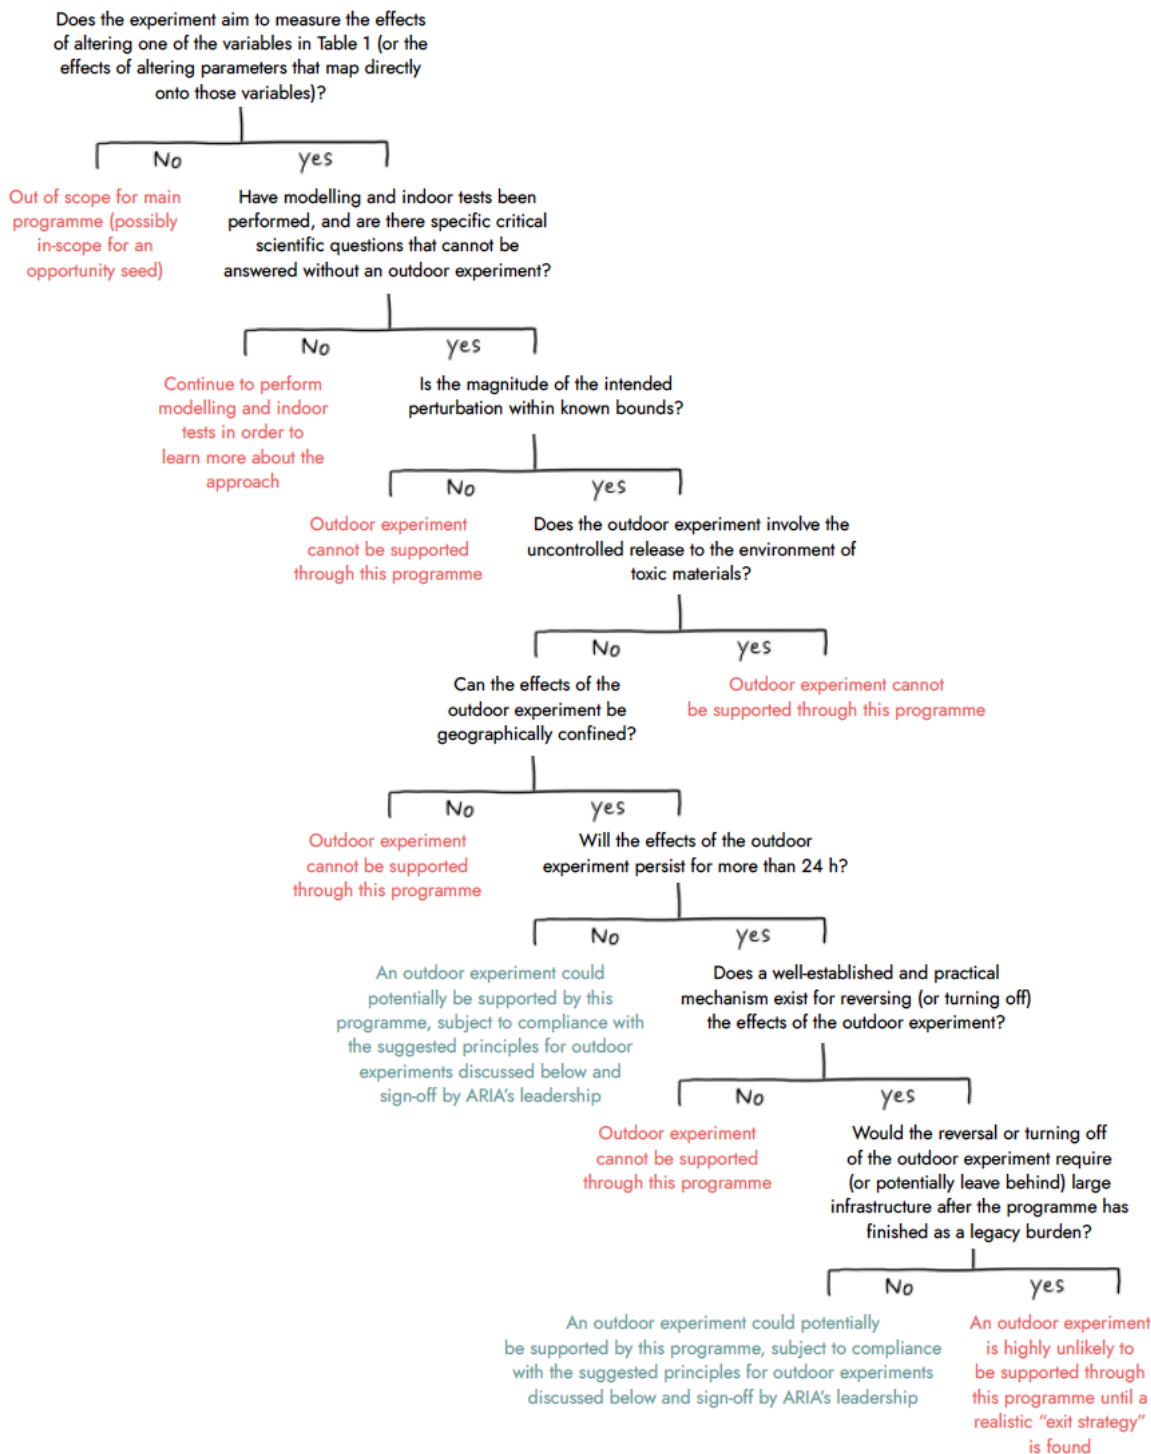 Does the experiment aim to measure the effects
of altering one of the variables in Table 1 (or the
effects of altering parameters that map directly
onto those variables)?
No
yes
Out of scope for main
programme (possibly
in-scope for an
opportunity seed)
Have modelling and indoor tests been
performed, and are there specific critical
scientific questions that cannot be
answered without an outdoor experiment?
No
yes
Continue to perform
modelling and indoor
tests in order to
learn more about the
approach
Is the magnitude of the intended
perturbation within known bounds?
No
yes
Outdoor experiment
cannot be supported
through this programme
Does the outdoor experiment involve the
uncontrolled release to the environment of
toxic materials?
No
yes
Can the effects of the
outdoor experiment be
geographically confined?
Outdoor experiment cannot
be supported through this programme
No
yes
Outdoor experiment
cannot be supported
through this programme
Will the effects of the outdoor
experiment persist for more than 24 h?
No
yes
An outdoor experiment could
potentially be supported by this
programme, subject to compliance with
the suggested principles for outdoor
experiments discussed below and
sign-off by ARIA's leadership
Does a well-established and practical
mechanism exist for reversing (or turning off)
the effects of the outdoor experiment?
No
yes
Outdoor experiment
cannot be supported
through this programme
Would the reversal or turning off
of the outdoor experiment require
(or potentially leave behind) large
infrastructure after the programme has
finished as a legacy burden?
No
yes
An outdoor experiment could potentially
be supported by this programme, subject to compliance
with the suggested principles for outdoor experiments
discussed below and sign-off by ARIA's leadership
An outdoor experiment
is highly unlikely to
be supported through
this programme until a
realistic "exit strategy"
is found